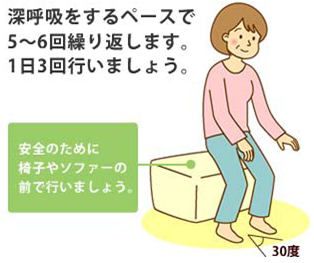 深呼吸をするペースで
5〜6回繰り返します。
1日3回行いましょう。
安全のために
椅子やソファーの
前で行いましょう。
30度